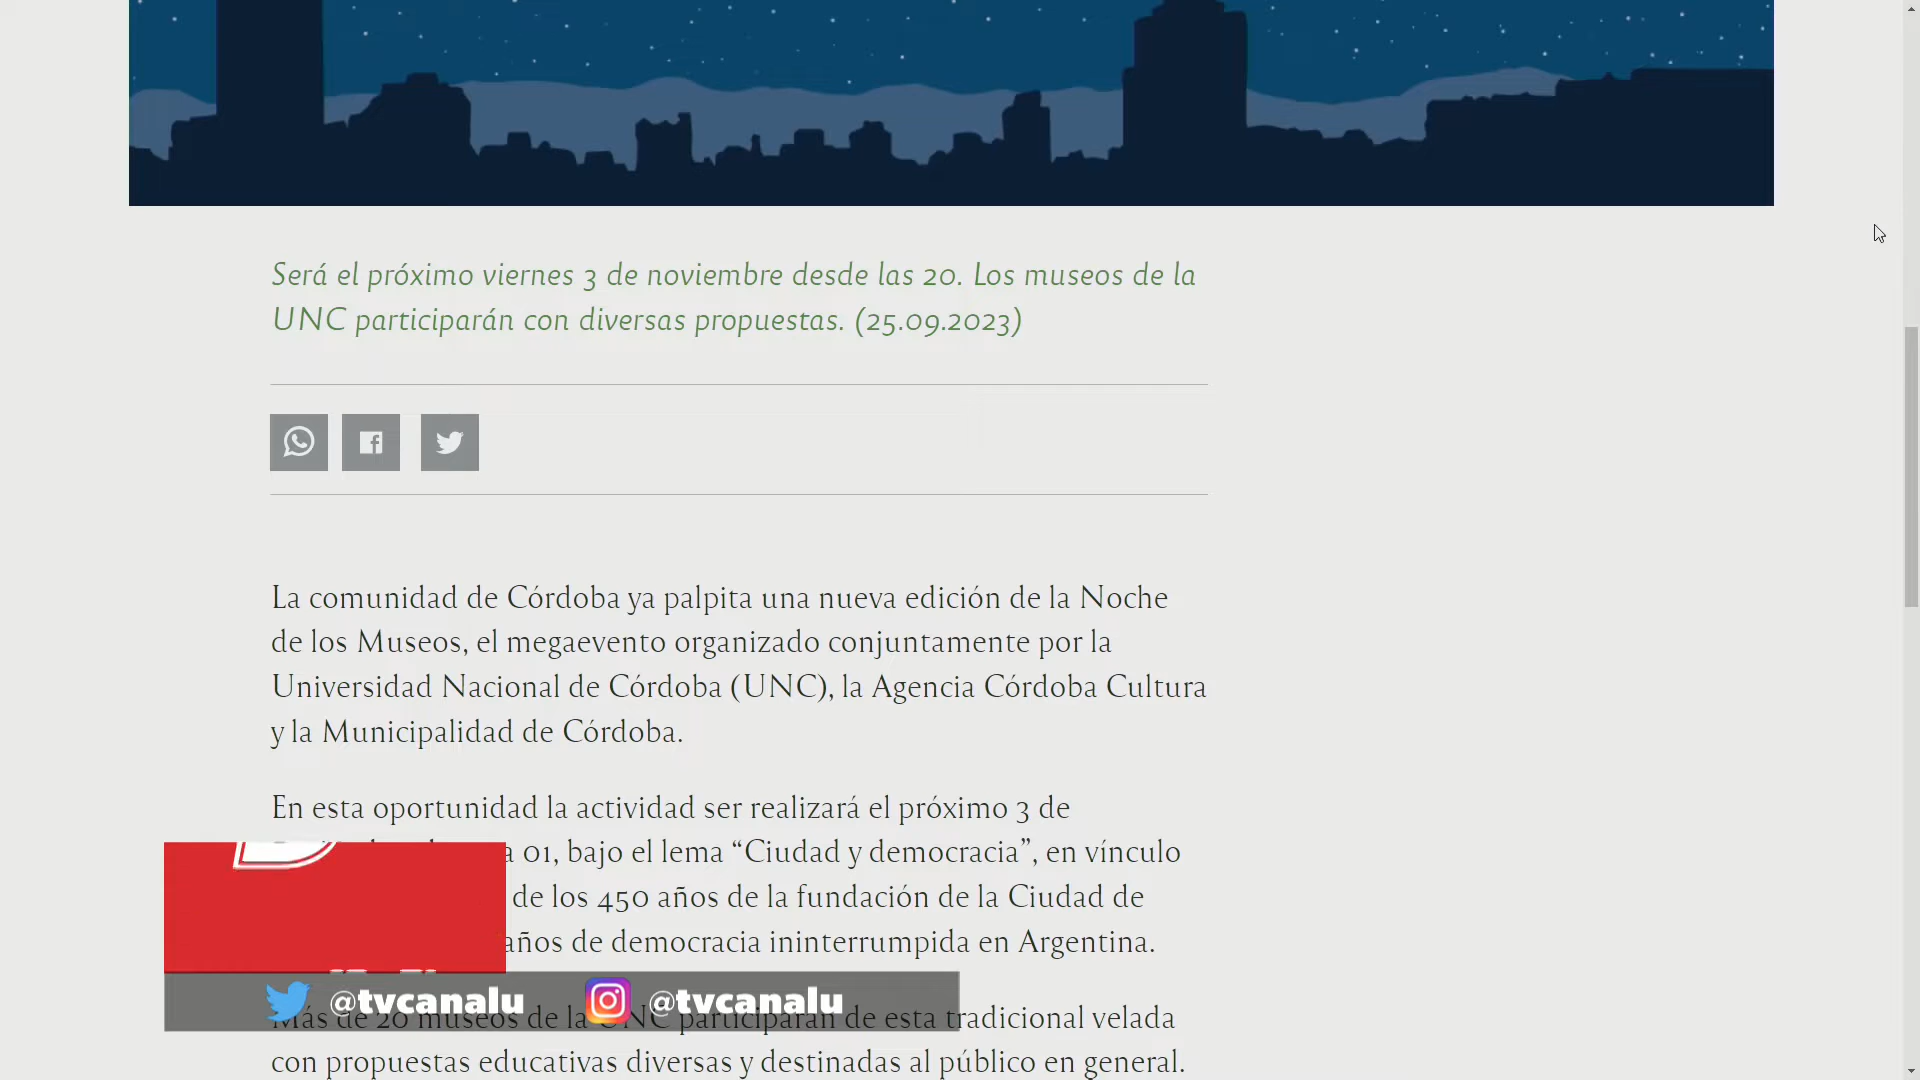 Será el próximo viernes 3 de noviembre desde las 20. Los museos de la
UNC participarán con diversas propuestas. (25.09.2023)
La comunidad de Córdoba ya palpita una nueva edición de la Noche
de los Museos, el megaevento organizado conjuntamente por la
Universidad Nacional de Córdoba (UNC), la Agencia Córdoba Cultura
y la Municipalidad de Córdoba.
En esta oportunidad la actividad ser realizará el próximo 3 de
a 01, bajo el lema “Ciudad y democracia”, en vínculo
de los 450 años de la fundación de la Ciudad de
años de democracia ininterrumpida en Argentina.
@tvcanalu @tvcanalu
Más de 20 museos de la UNC participarán de esta tradicional velada
con propuestas educativas diversas y destinadas al público en general.